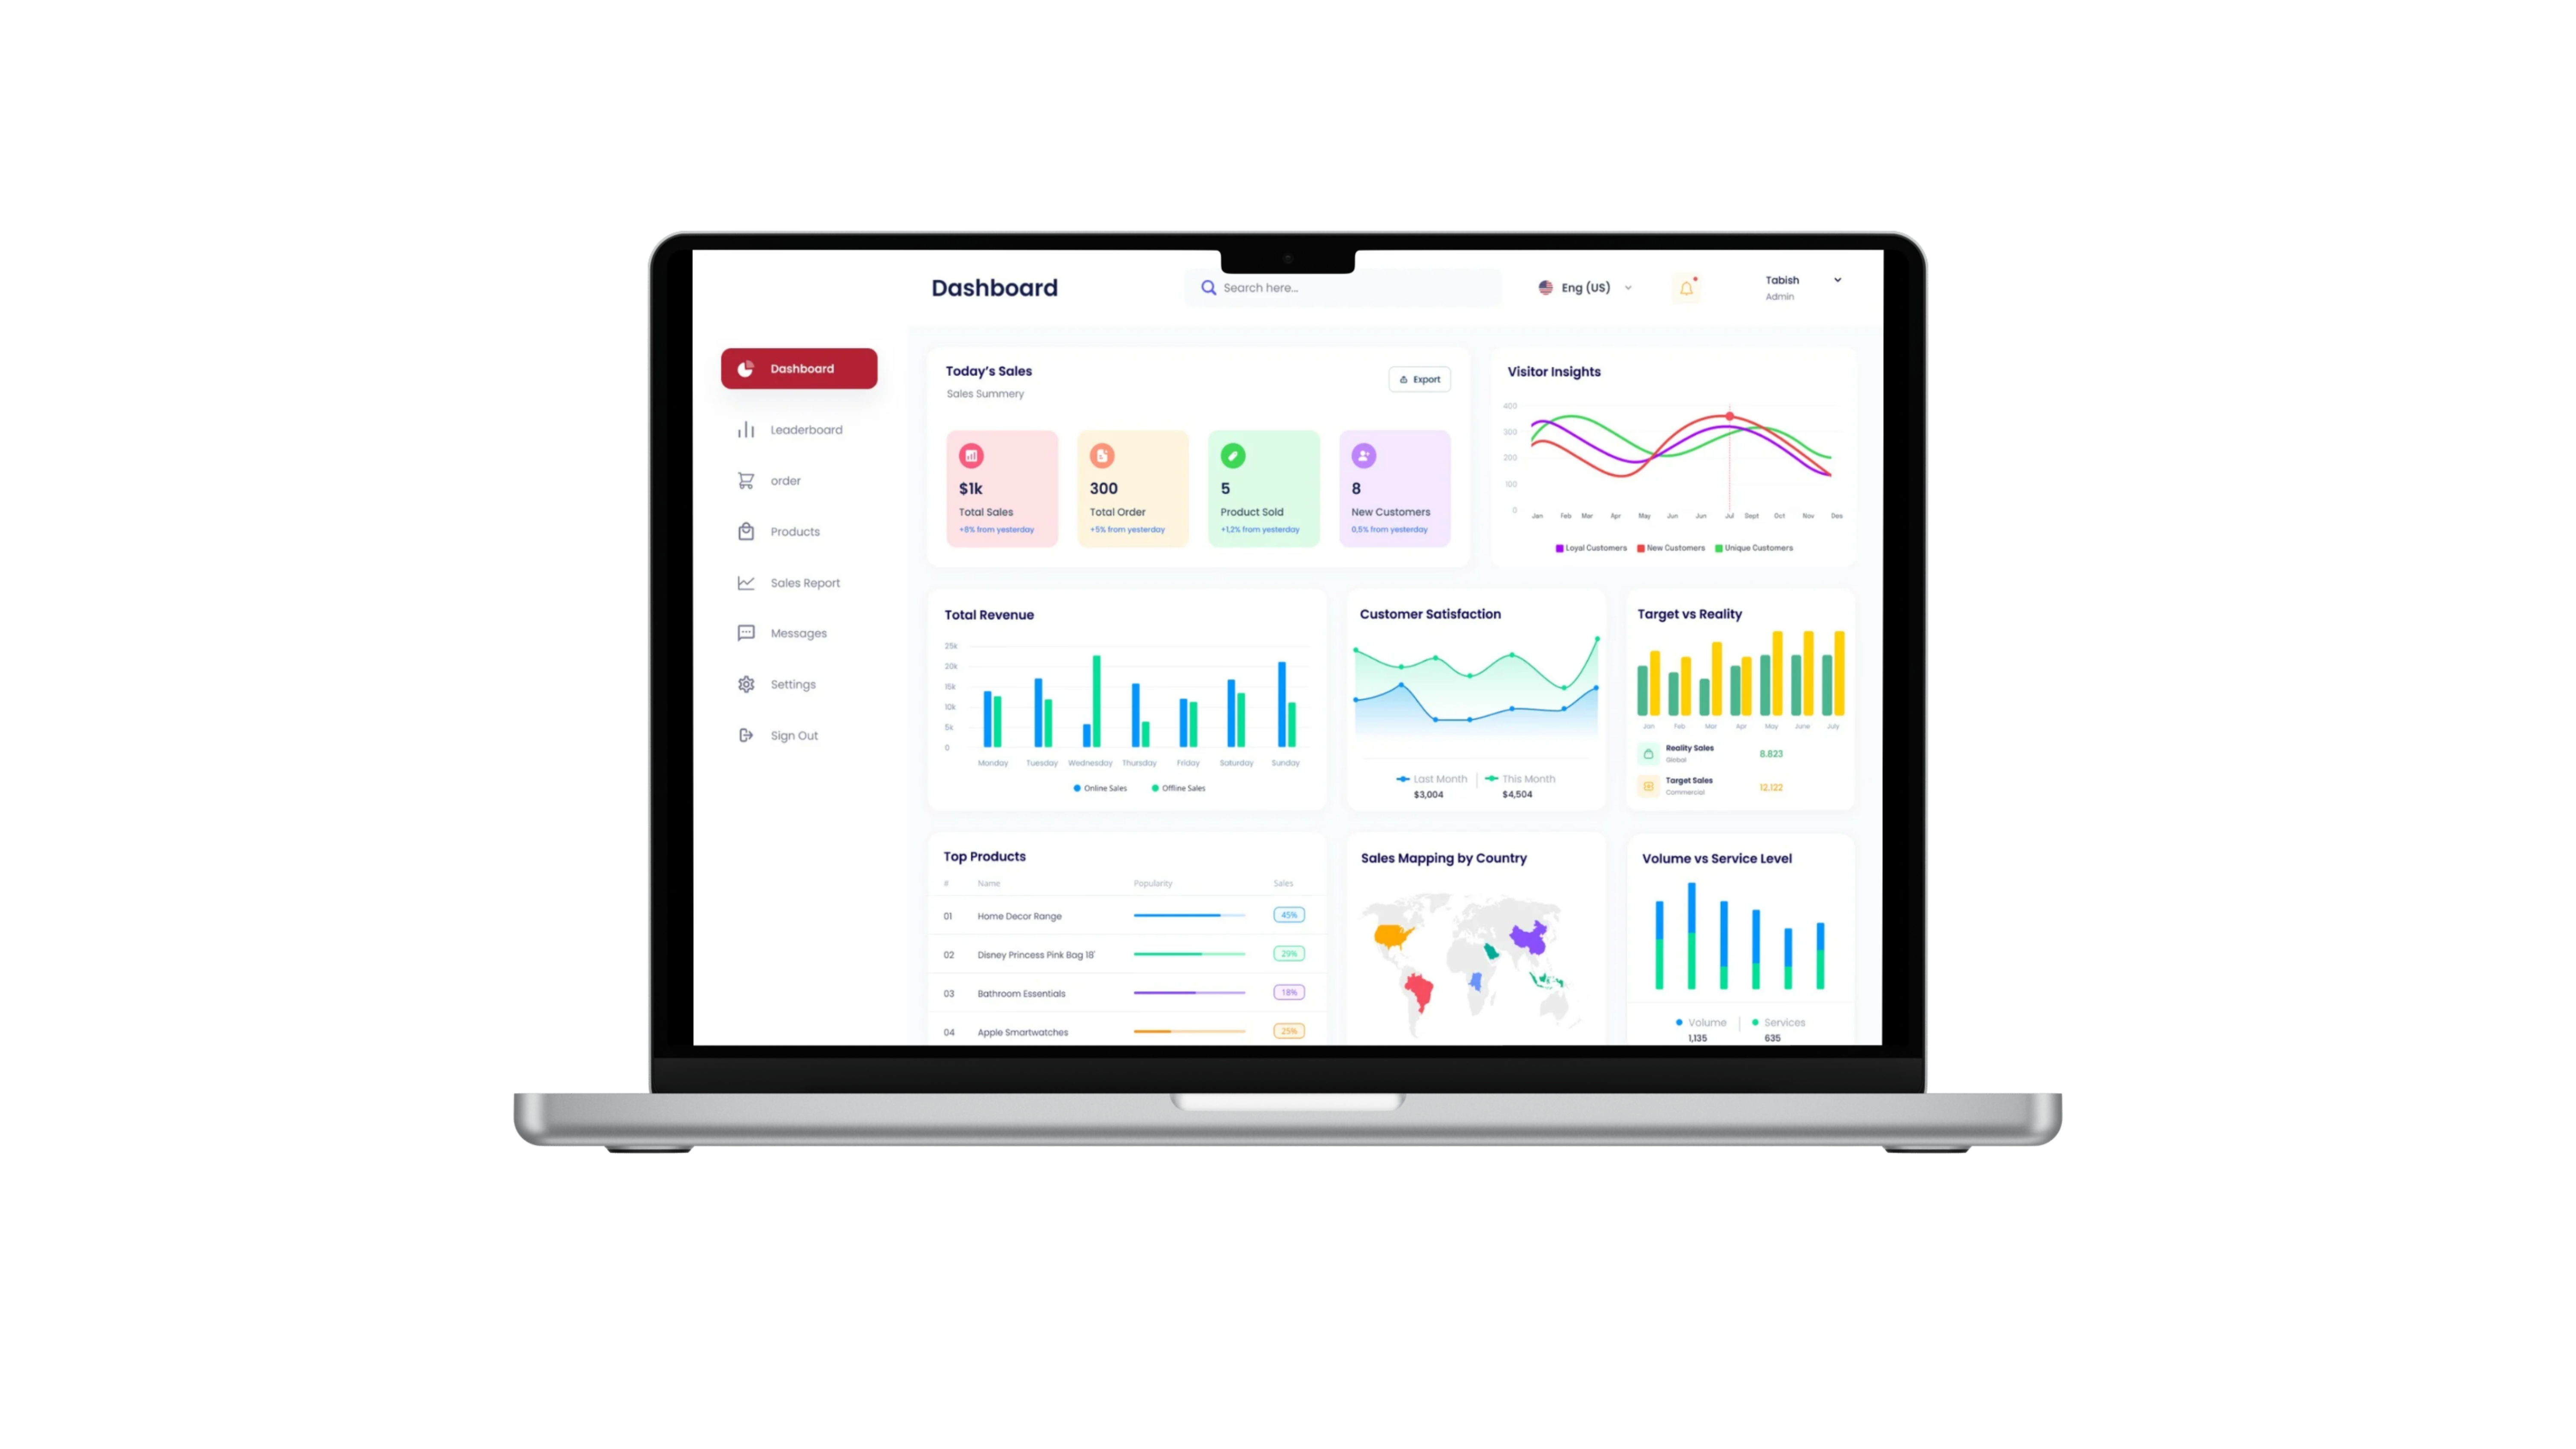 Dashboard
Search here...
Eng (US)
Tabish
Admin
Dashboard
Leaderboard
order
Products
Sales Report
Messages
Settings
Sign Out
Today's Sales
Sales Summery
Export
$1k
Total Sales
+8% from yesterday
300
Total Order
+5% from yesterday
5
Product Sold
+1,2% from yesterday
8
New Customers
0,5% from yesterday
Visitor Insights
400
300
200
100
0
Jan Feb Mar Apr May Jun Jun Jul Sept Oct Nov Des
Loyal Customers New Customers Unique Customers
Total Revenue
25k
20k
15k
10k
5k
0
Monday Tuesday Wednesday Thursday Friday Saturday Sunday
Online Sales Offline Sales
Customer Satisfaction
Last Month This Month
$3,004 $4,504
Target vs Reality
Jan Feb Mar Apr May June July
Reality Sales
Global
8.823
Target Sales
Commercial
12.122
Top Products
# Name Popularity Sales
01 Home Decor Range 45%
02 Disney Princess Pink Bag 18' 29%
03 Bathroom Essentials 18%
04 Apple Smartwatches 25%
Sales Mapping by Country
Volume vs Service Level
Volume Services
1,135 635